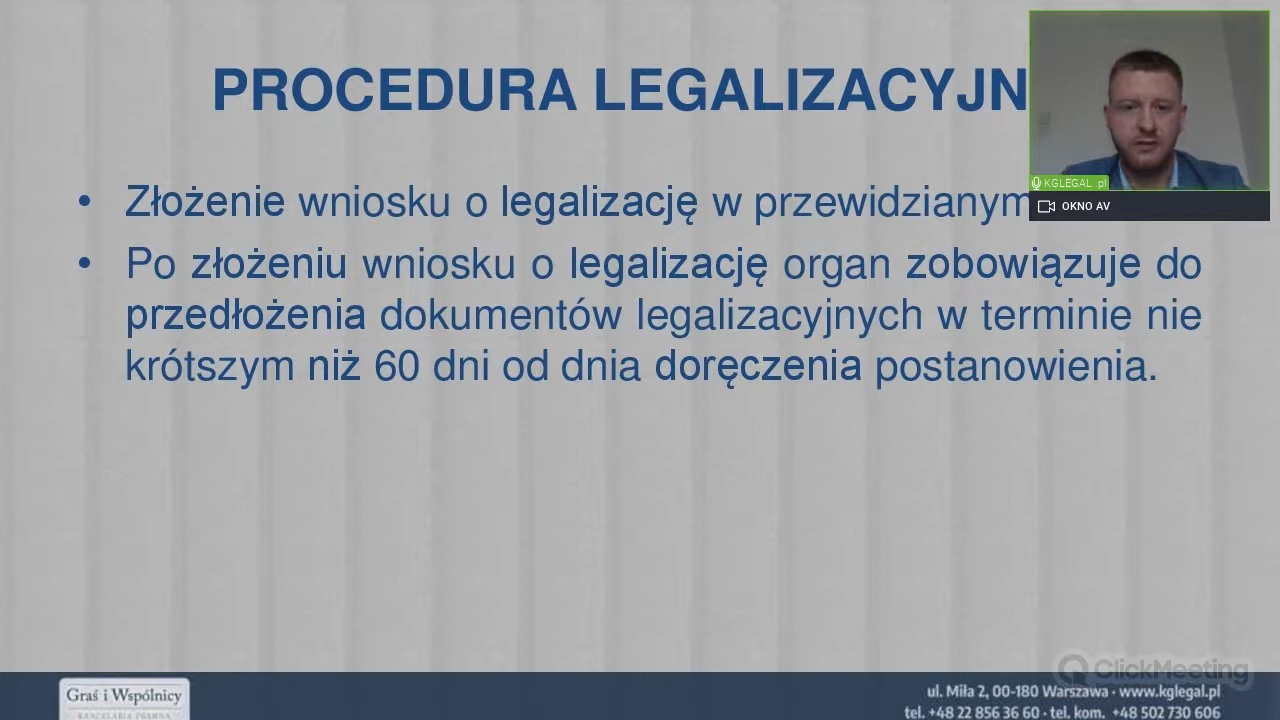 PROCEDURA LEGALIZACYJN
KGLEGAL .pl
OKNO AV
• Złożenie wniosku o legalizację w przewidzianym
• Po złożeniu wniosku o legalizację organ zobowiązuje do
przedłożenia dokumentów legalizacyjnych w terminie nie
krótszym niż 60 dni od dnia doręczenia postanowienia.
ClickMeeting
Graś i Wspólnicy
KANCELARIA PRAWNA
ul. Miła 2, 00-180 Warszawa · www.kglegal.pl
tel. +48 22 856 36 60 · tel. kom. +48 502 730 606